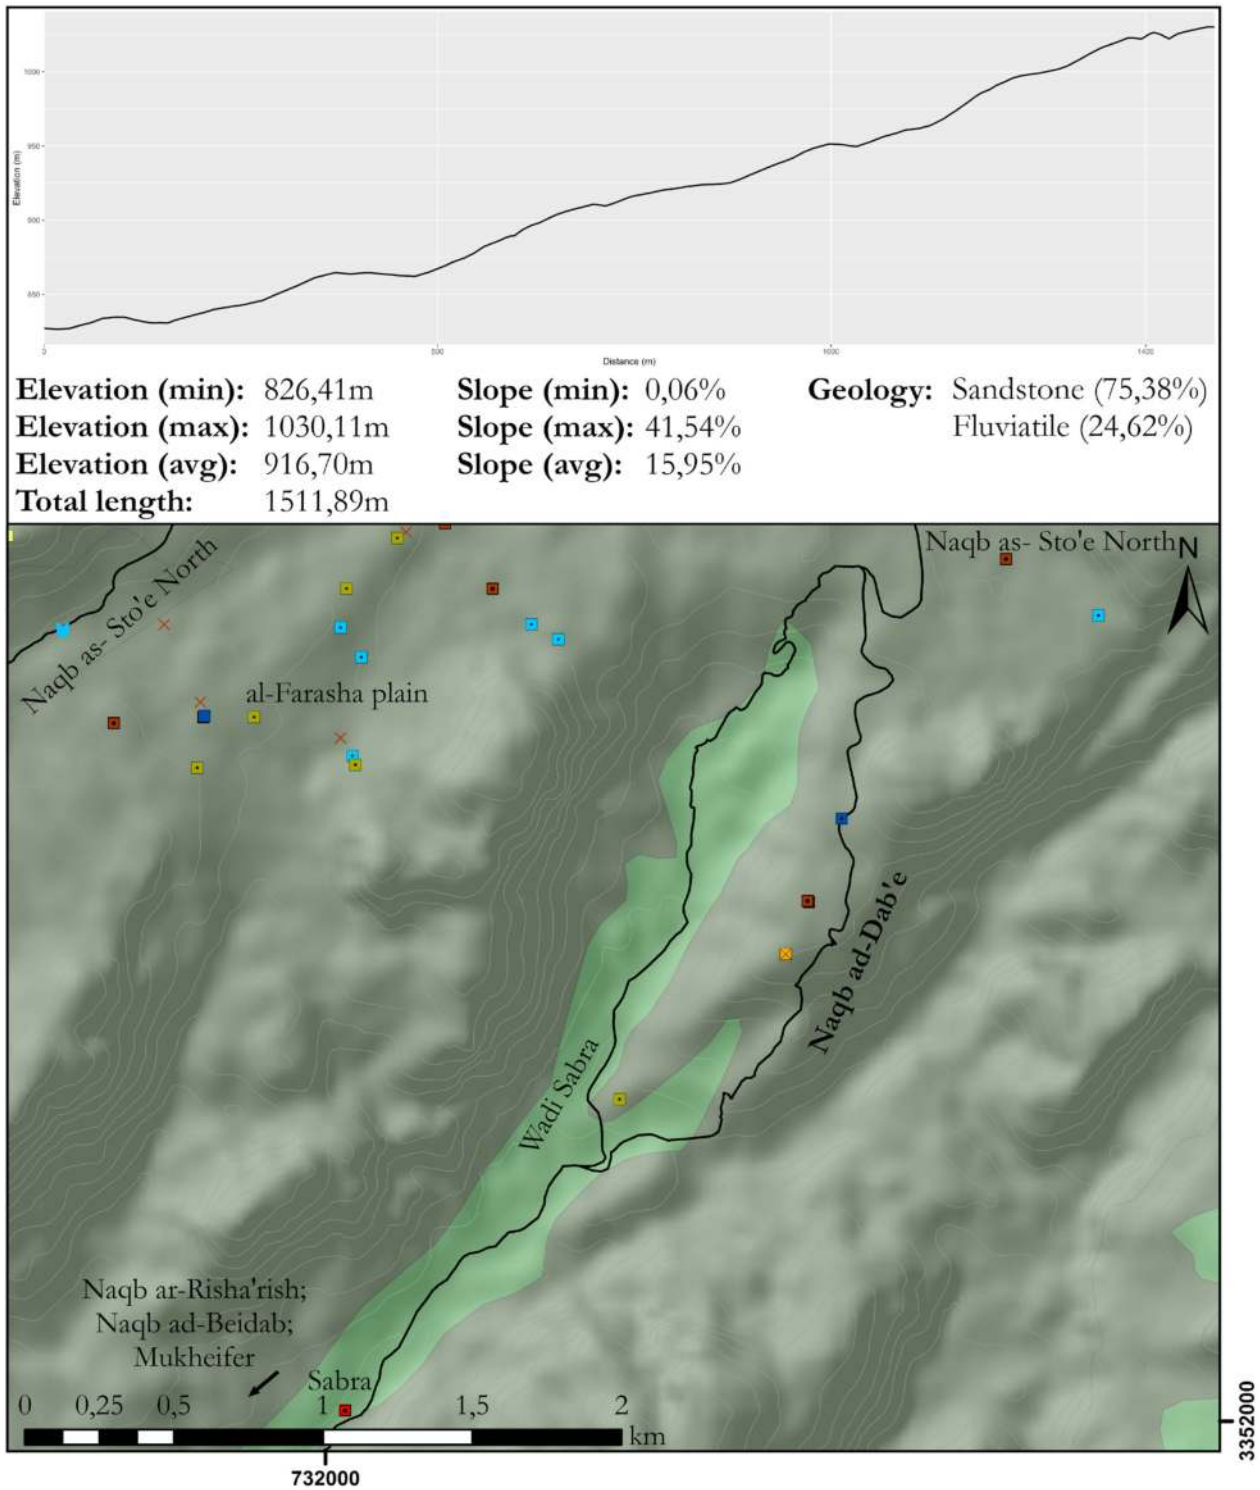 1000
950
900
850
Elevation (m)
0
500
1000
1400
Distance (m)
Elevation (min): 826,41m
Elevation (max): 1030,11m
Elevation (avg): 916,70m
Total length: 1511,89m
Slope (min): 0,06%
Slope (max): 41,54%
Slope (avg): 15,95%
Geology: Sandstone (75,38%)
Fluviatile (24,62%)
Naqb as- Sto'e North
Naqb as- Sto'e North
N
al-Farasha plain
Naqb ad-Dab'e
Wadi Sabra
Naqb ar-Risha'rish;
Naqb ad-Beidab;
Mukheifer
Sabra
0 0,25 0,5 1 1,5 2
km
732000
3352000